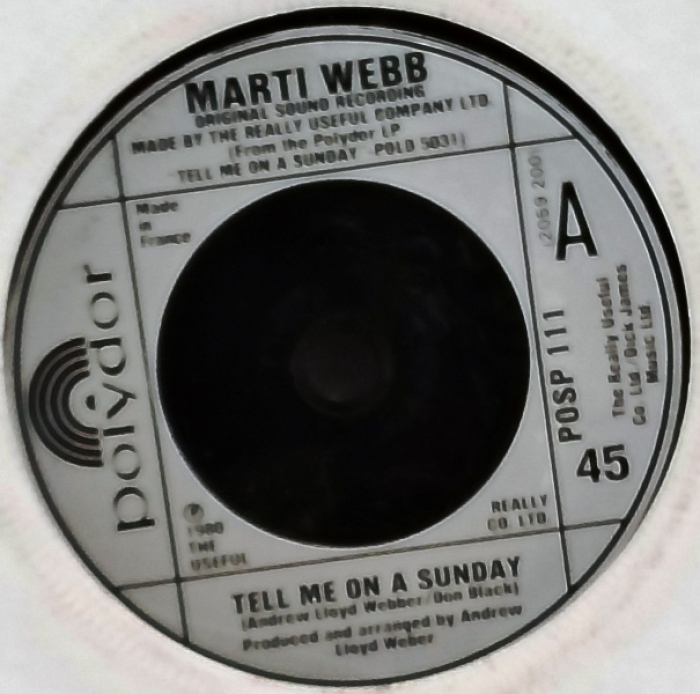 MARTI WEBB
ORIGINAL SOUND RECORDING
MADE BY THE REALLY USEFUL COMPANY LTD.
(From the Polydor LP
"TELL ME ON A SUNDAY" POLD 5031)
Made
in
France
(2059 200)
A
polydor
POSP 111
The Really Useful
Co Ltd/Dick James
Music Ltd.
45
℗
1980
THE
USEFUL
REALLY
CO LTD
TELL ME ON A SUNDAY
(Andrew Lloyd Webber/Don Black)
Produced and arranged by Andrew
Lloyd Weber